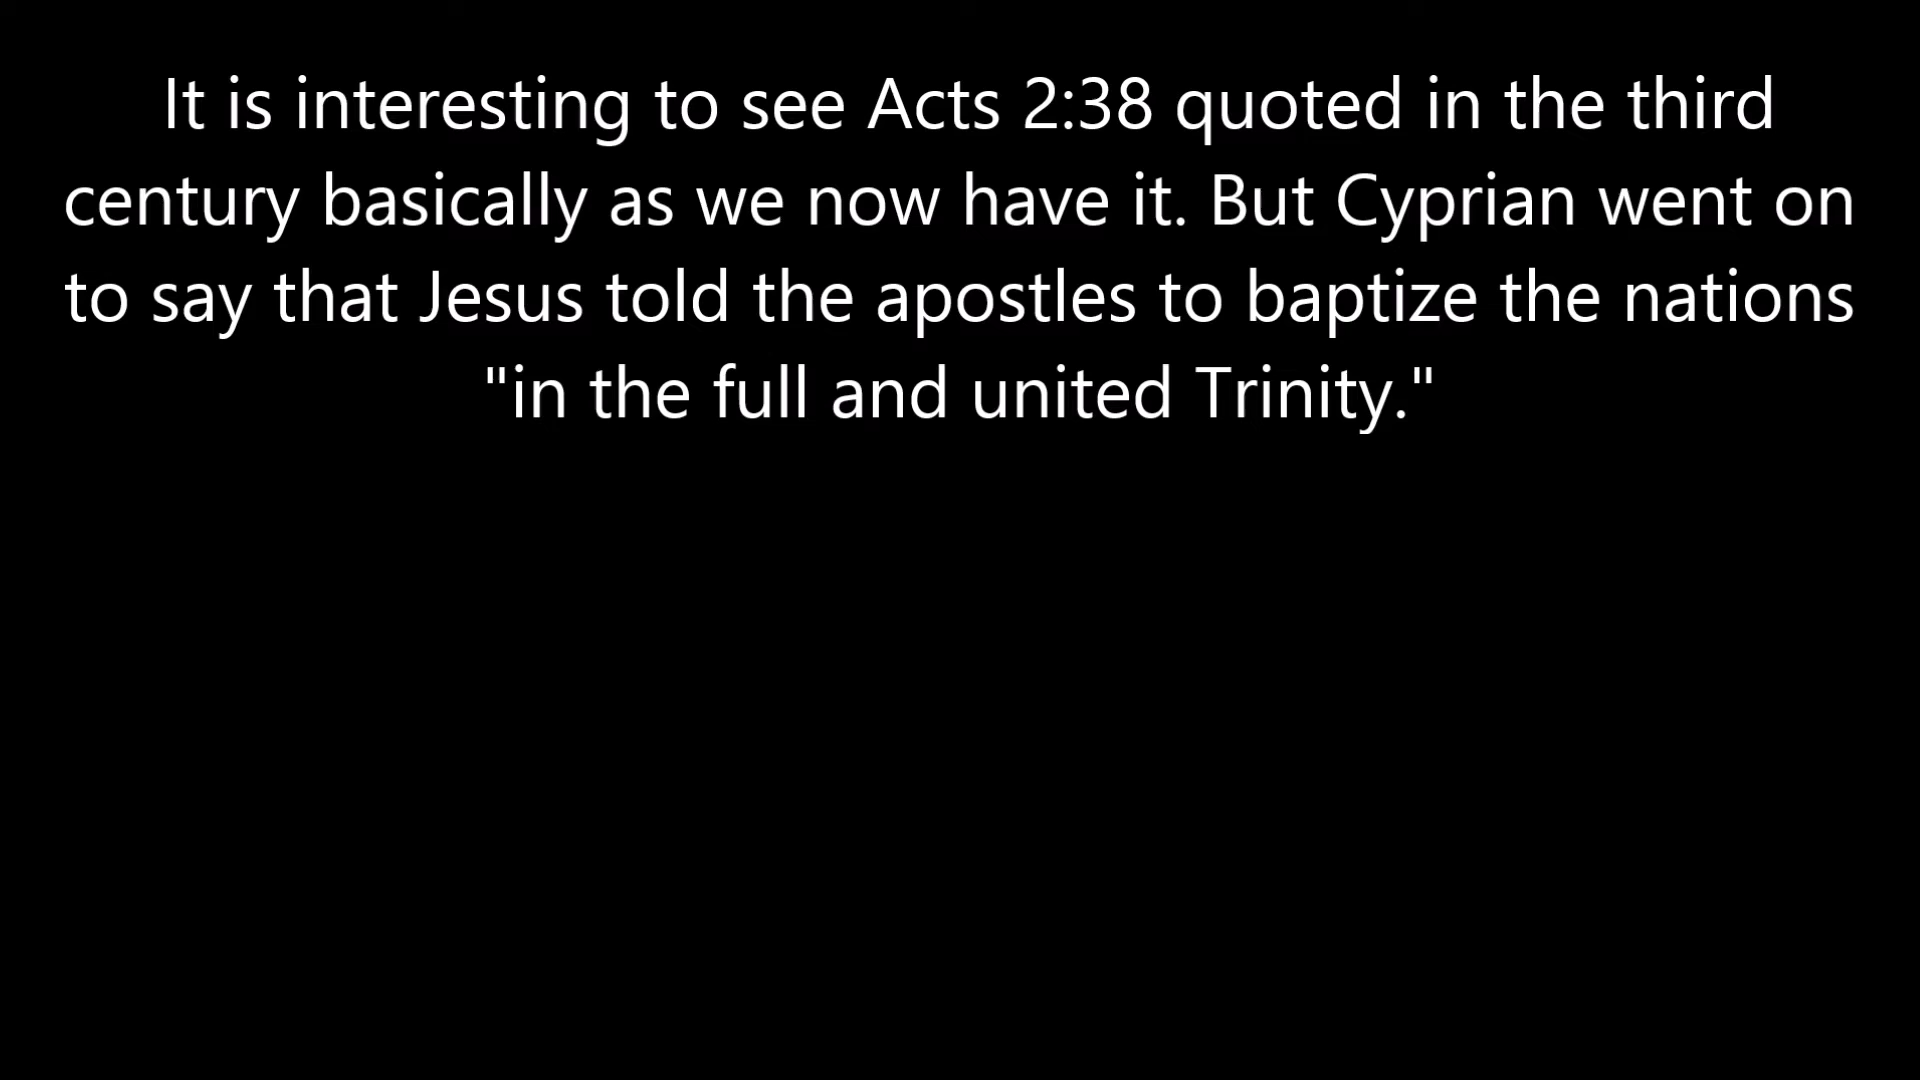 It is interesting to see Acts 2:38 quoted in the third
century basically as we now have it. But Cyprian went on
to say that Jesus told the apostles to baptize the nations
"in the full and united Trinity."